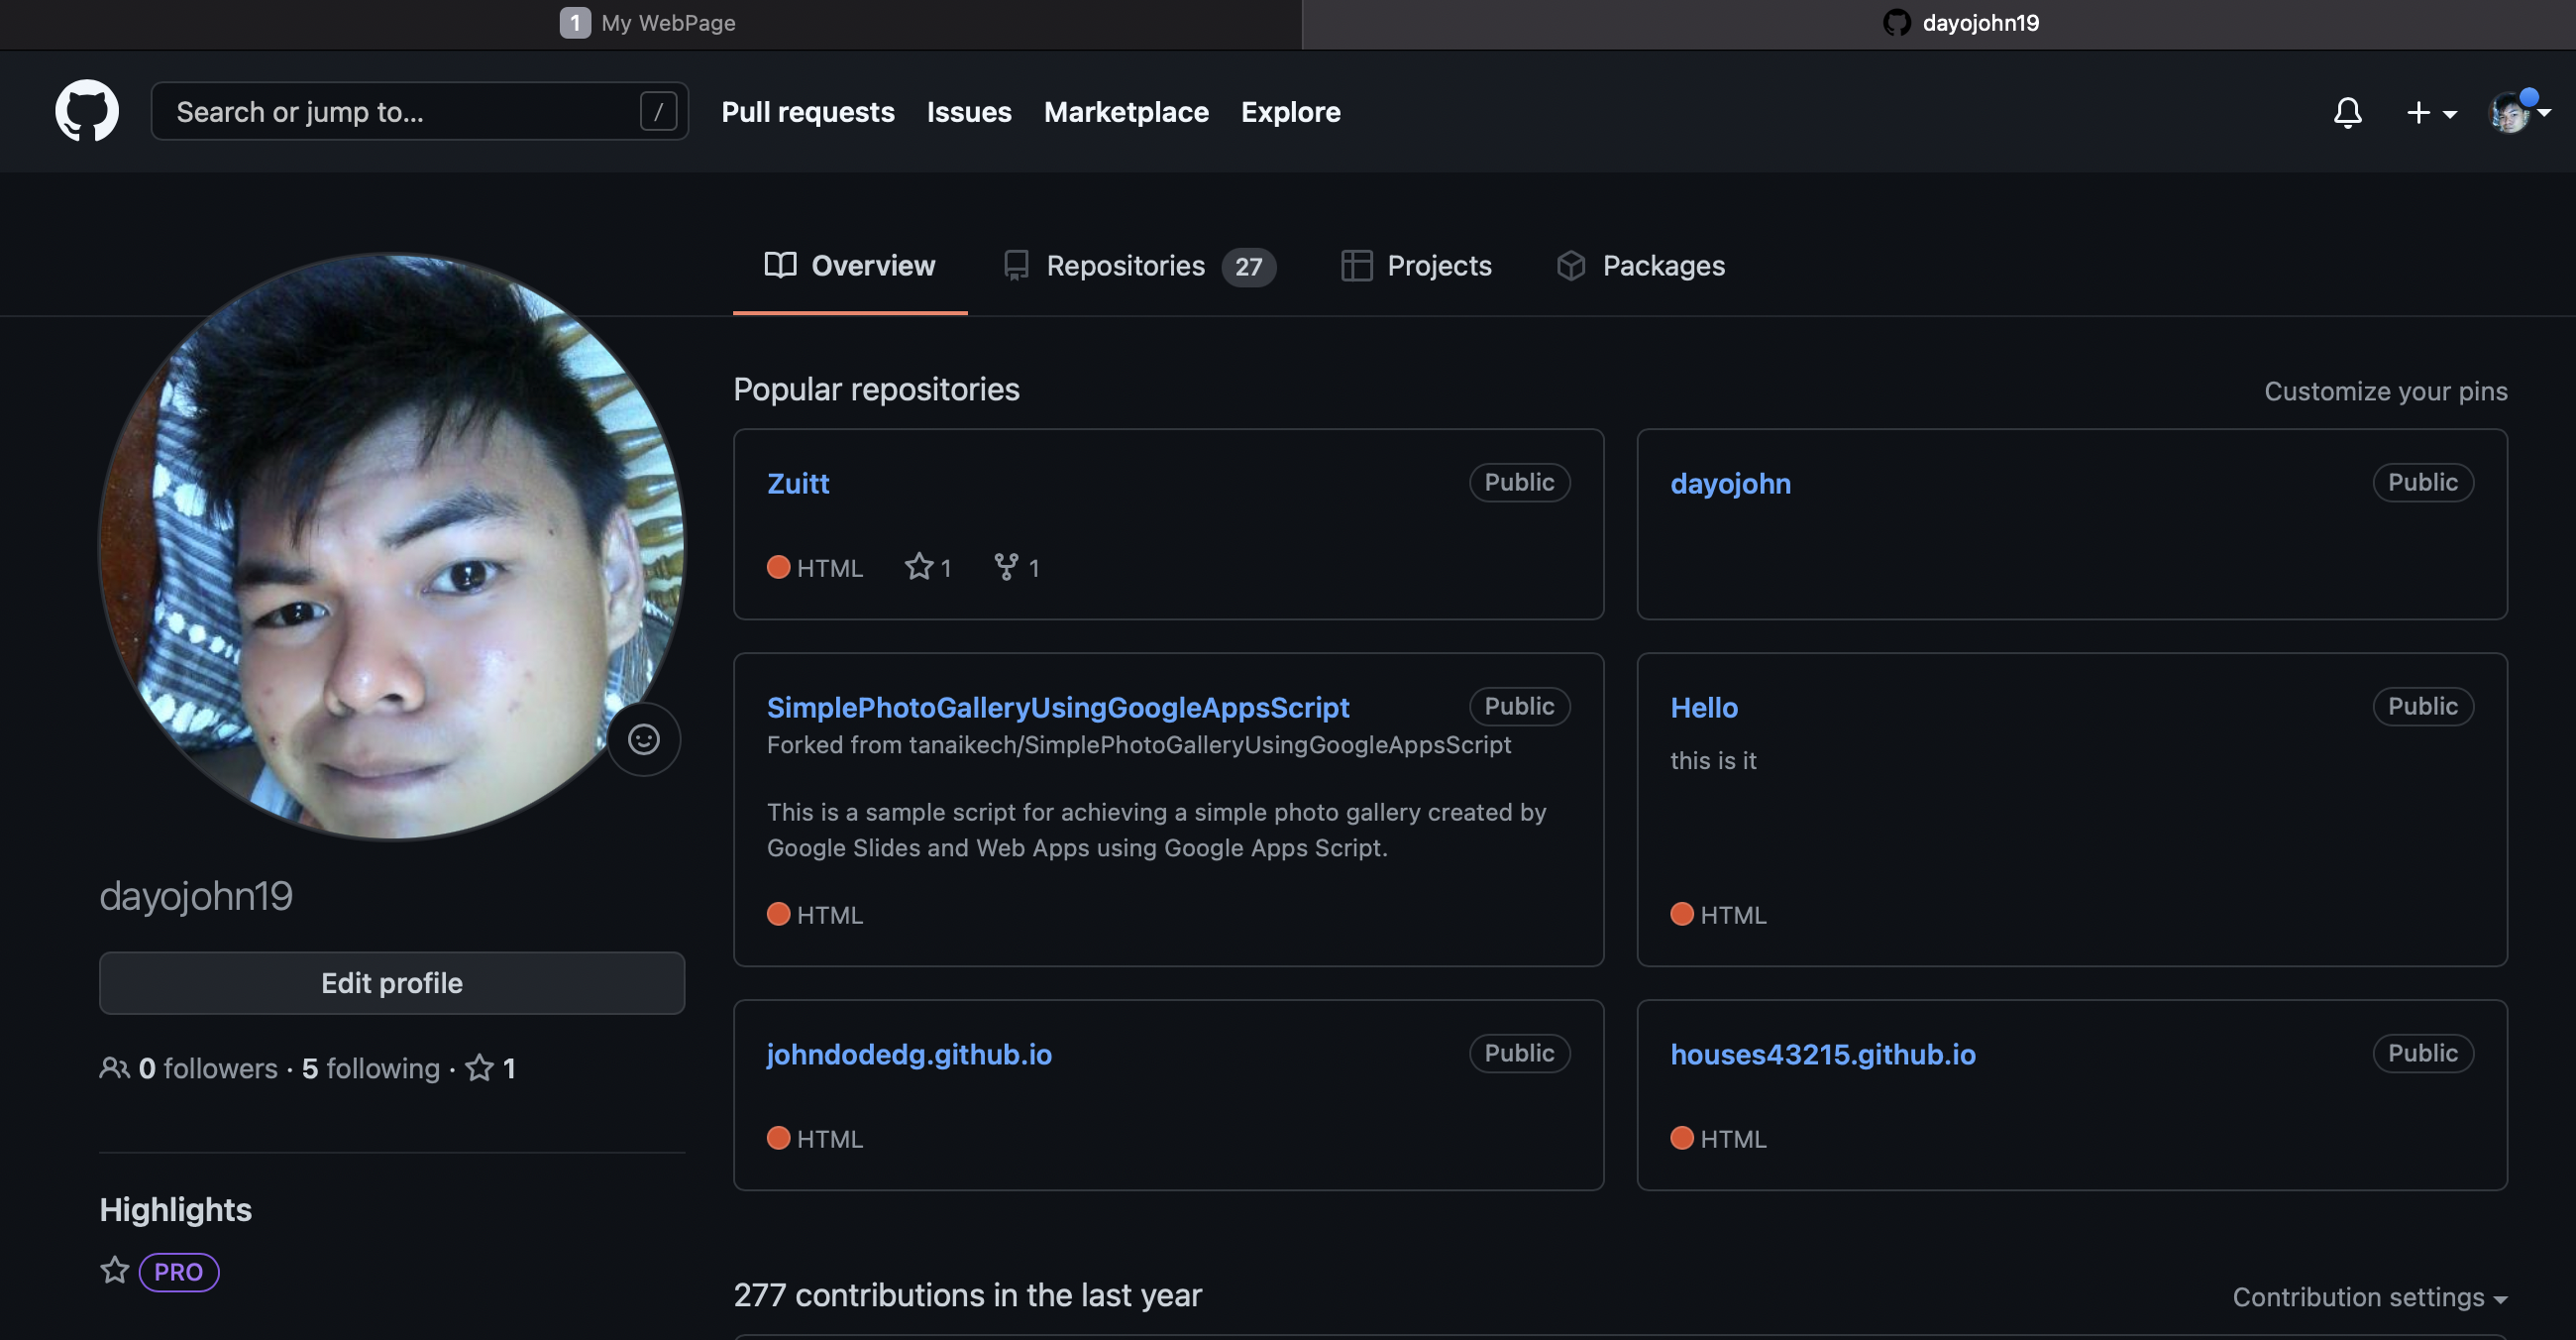 1 My WebPage
dayojohn19
Search or jump to... /
Pull requests Issues Marketplace Explore
Overview
Repositories 27
Projects
Packages
dayojohn19
Edit profile
0 followers · 5 following · 1
Highlights
PRO
Popular repositories
Customize your pins
Zuitt Public
HTML 1 1
dayojohn Public
SimplePhotoGalleryUsingGoogleAppsScript Public
Forked from tanaikech/SimplePhotoGalleryUsingGoogleAppsScript
This is a sample script for achieving a simple photo gallery created by
Google Slides and Web Apps using Google Apps Script.
HTML
Hello Public
this is it
HTML
johndodedg.github.io Public
HTML
houses43215.github.io Public
HTML
277 contributions in the last year
Contribution settings